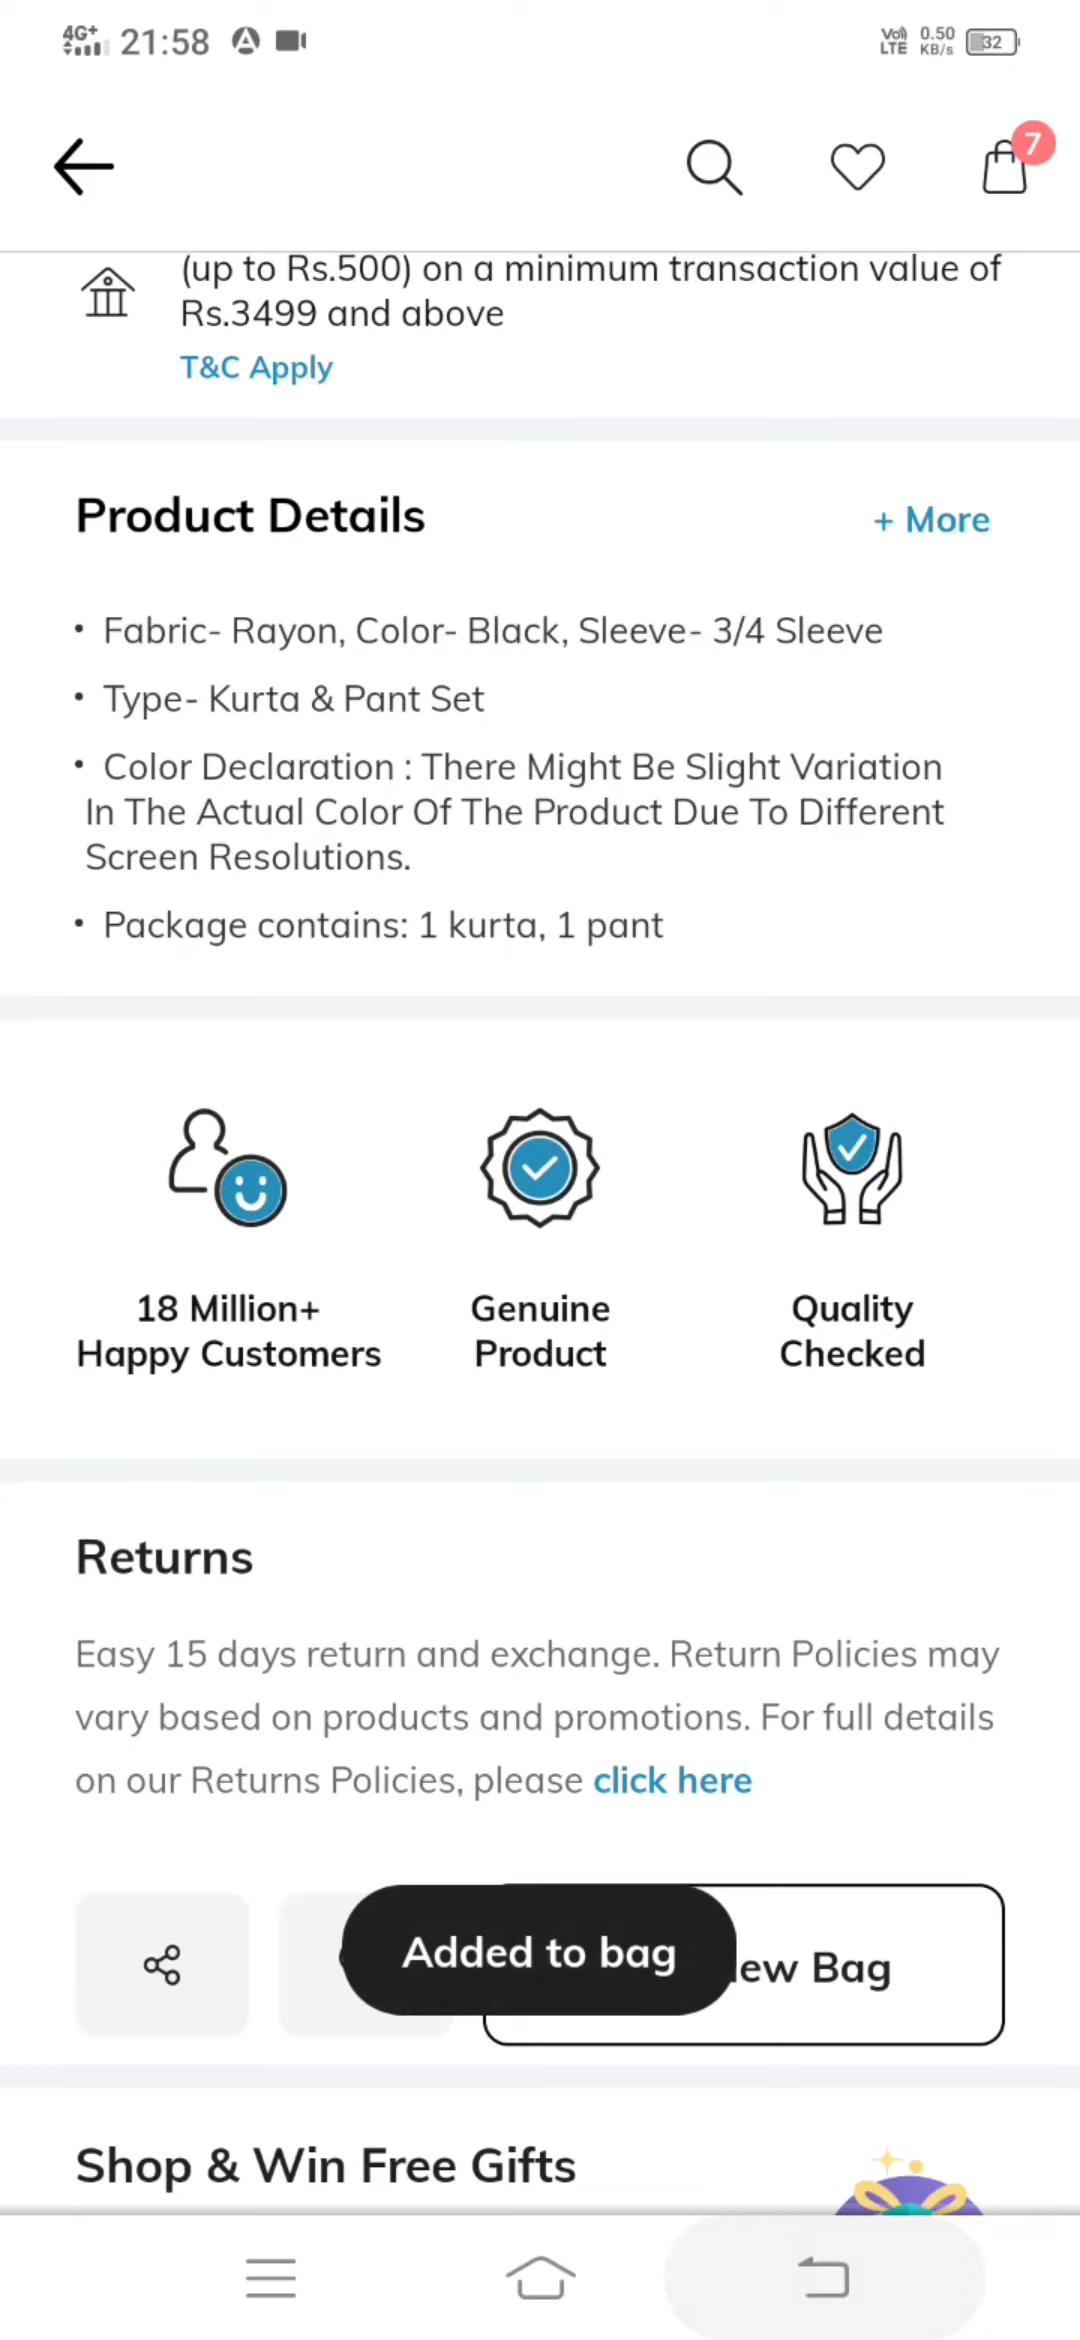 4G+ 21:58 Vo) LTE 0.50 KB/s 32
7
(up to Rs.500) on a minimum transaction value of
Rs.3499 and above
T&C Apply
Product Details
+ More
• Fabric- Rayon, Color- Black, Sleeve- 3/4 Sleeve
• Type- Kurta & Pant Set
• Color Declaration : There Might Be Slight Variation
In The Actual Color Of The Product Due To Different
Screen Resolutions.
• Package contains: 1 kurta, 1 pant
18 Million+
Happy Customers
Genuine
Product
Quality
Checked
Returns
Easy 15 days return and exchange. Return Policies may
vary based on products and promotions. For full details
on our Returns Policies, please click here
Added to bag
ew Bag
Shop & Win Free Gifts